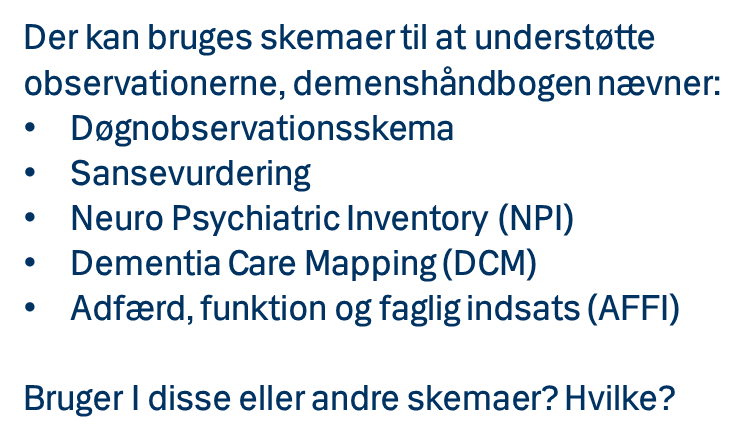 Der kan bruges skemaer til at understøtte
observationerne, demenshåndbogen nævner:
• Døgnobservationsskema
• Sansevurdering
• Neuro Psychiatric Inventory (NPI)
• Dementia Care Mapping (DCM)
• Adfærd, funktion og faglig indsats (AFFI)
Bruger I disse eller andre skemaer? Hvilke?